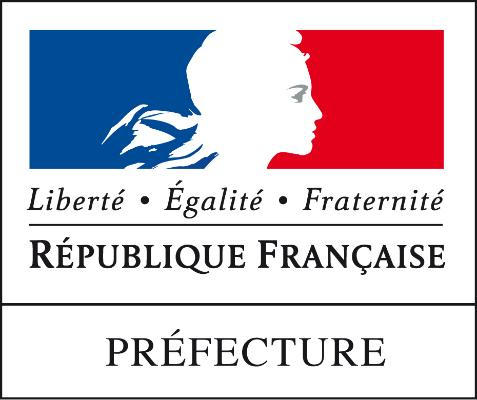 Liberté • Égalité • Fraternité
RÉPUBLIQUE FRANÇAISE
PRÉFECTURE